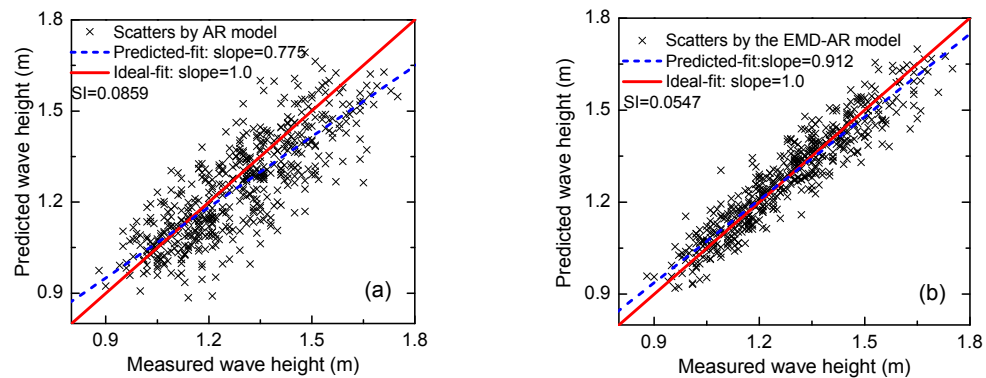 1.8
1.5
1.2
0.9
Predicted wave height (m)
Scatters by AR model
Predicted-fit: slope=0.775
Ideal-fit: slope=1.0
SI=0.0859
(a)
0.9 1.2 1.5 1.8
Measured wave height (m)
1.8
1.5
1.2
0.9
Predicted wave height (m)
Scatters by the EMD-AR model
Predicted-fit:slope=0.912
Ideal-fit: slope=1.0
SI=0.0547
(b)
0.9 1.2 1.5 1.8
Measured wave height (m)